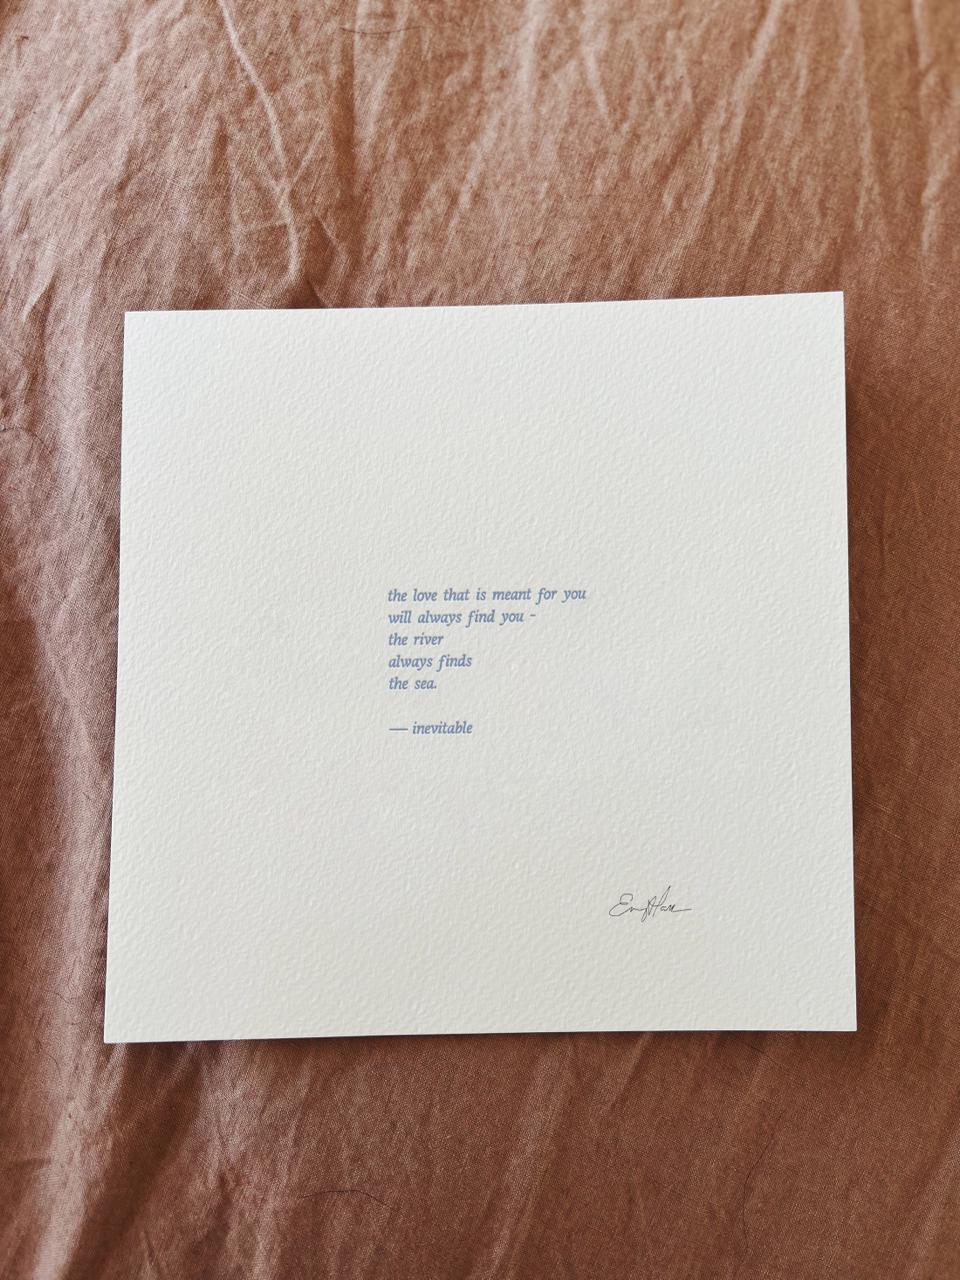 the love that is meant for you
will always find you -
the river
always finds
the sea.
— inevitable